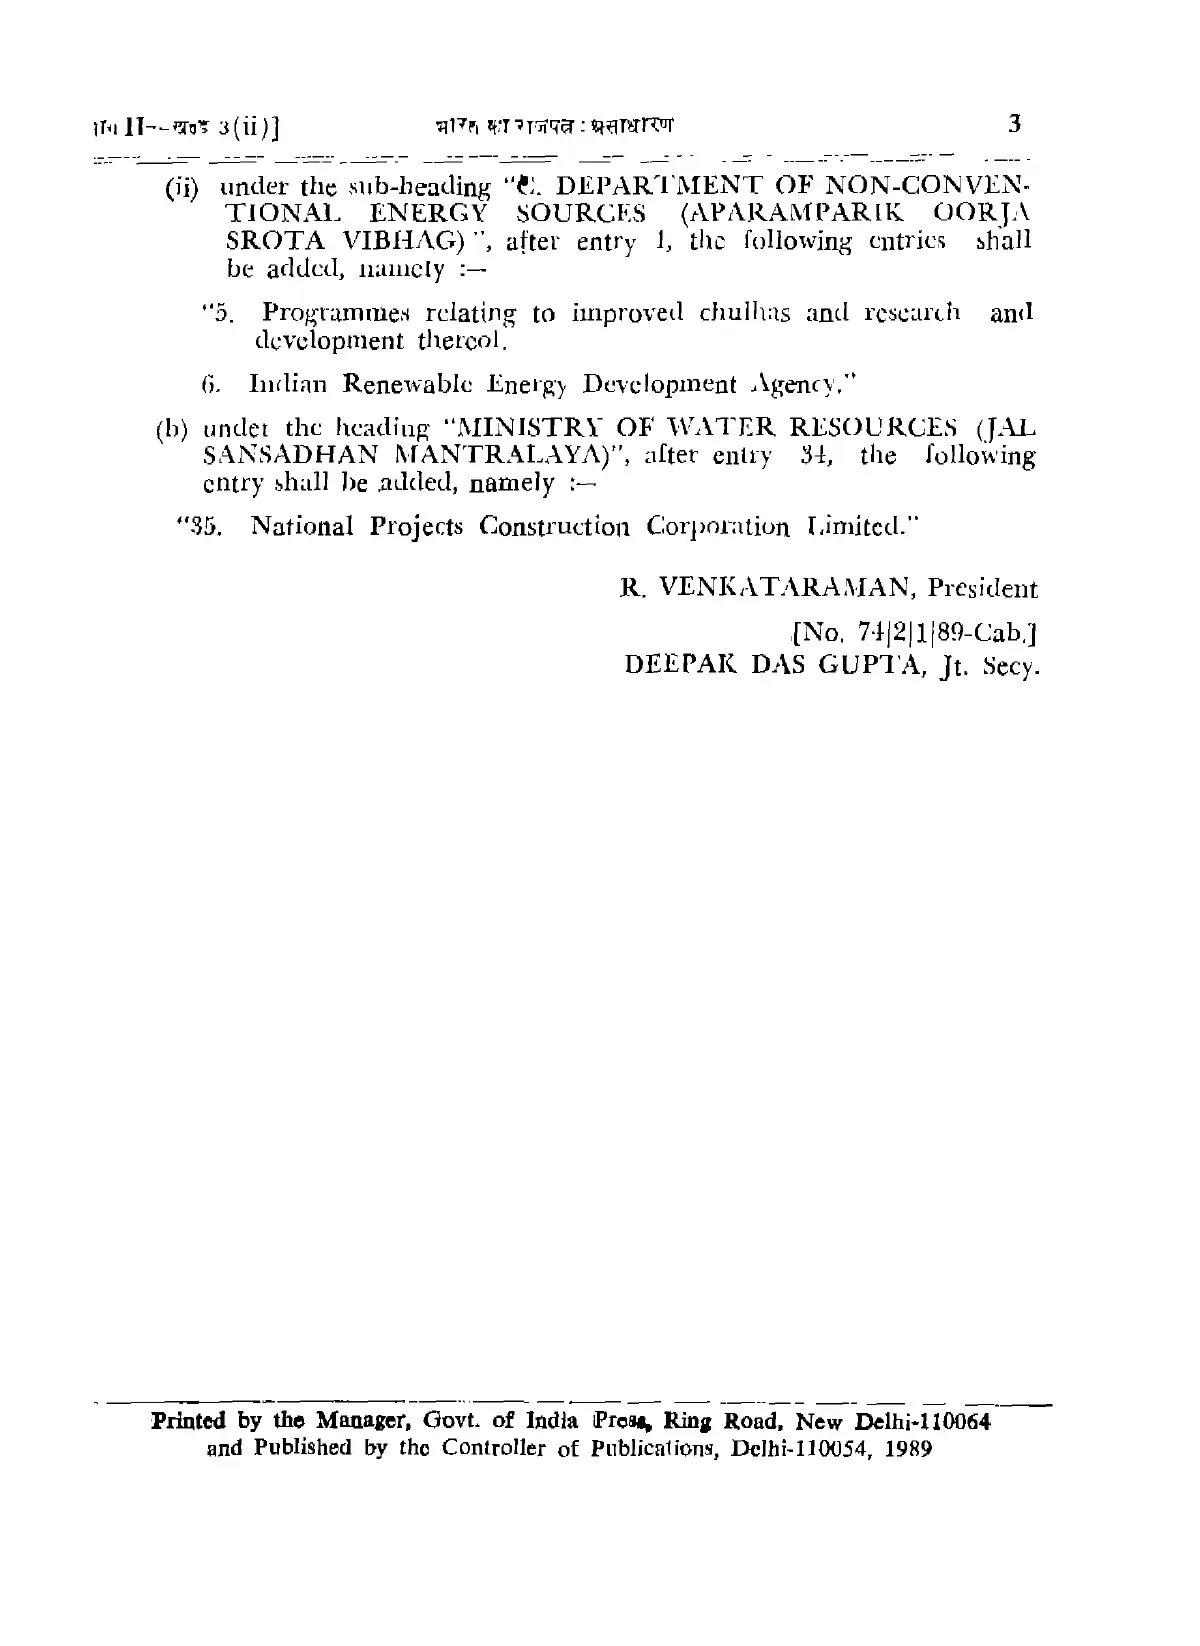 भाग II--खण्ड 3(ii)] भारत का राजपत्र : असाधारण 3
(ii) under the sub-heading "C. DEPARTMENT OF NON-CONVEN-
TIONAL ENERGY SOURCES (APARAMPARIK OORJA
SROTA VIBHAG)", after entry 4, the following entries shall
be added, namely :—
"5. Programmes relating to improved chulhas and research and
development thereof.
6. Indian Renewable Energy Development Agency."
(b) under the heading "MINISTRY OF WATER RESOURCES (JAL
SANSADHAN MANTRALAYA)", after entry 34, the following
entry shall be added, namely :—
"35. National Projects Construction Corporation Limited."
R. VENKATARAMAN, President
[No. 74|2|1|89-Cab.]
DEEPAK DAS GUPTA, Jt. Secy.
Printed by the Manager, Govt. of India Press, Ring Road, New Delhi-110064
and Published by the Controller of Publications, Delhi-110054, 1989